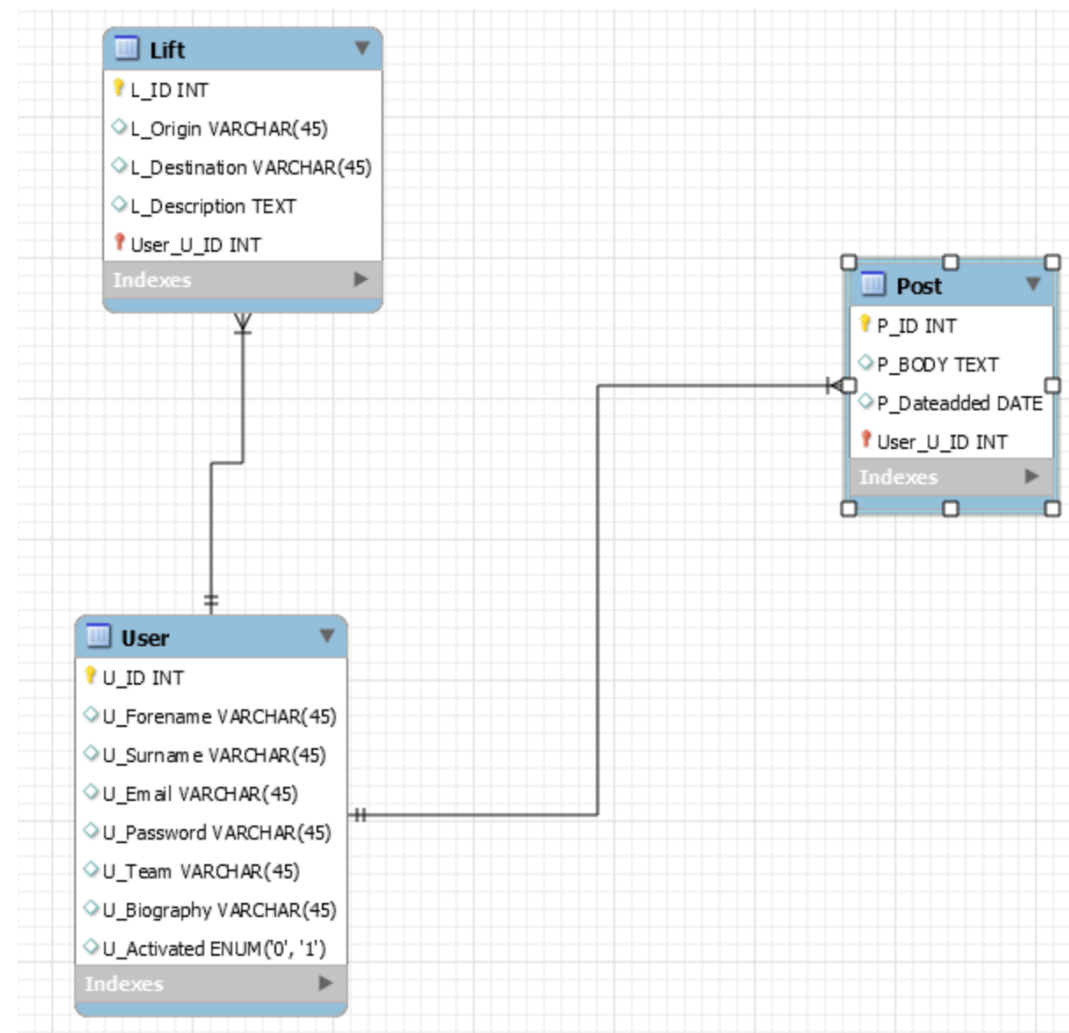 Lift
L_ID INT
L_Origin VARCHAR(45)
L_Destination VARCHAR(45)
L_Description TEXT
User_U_ID INT
Indexes
Post
P_ID INT
P_BODY TEXT
P_Dateadded DATE
User_U_ID INT
Indexes
User
U_ID INT
U_Forename VARCHAR(45)
U_Surname VARCHAR(45)
U_Email VARCHAR(45)
U_Password VARCHAR(45)
U_Team VARCHAR(45)
U_Biography VARCHAR(45)
U_Activated ENUM('0', '1')
Indexes